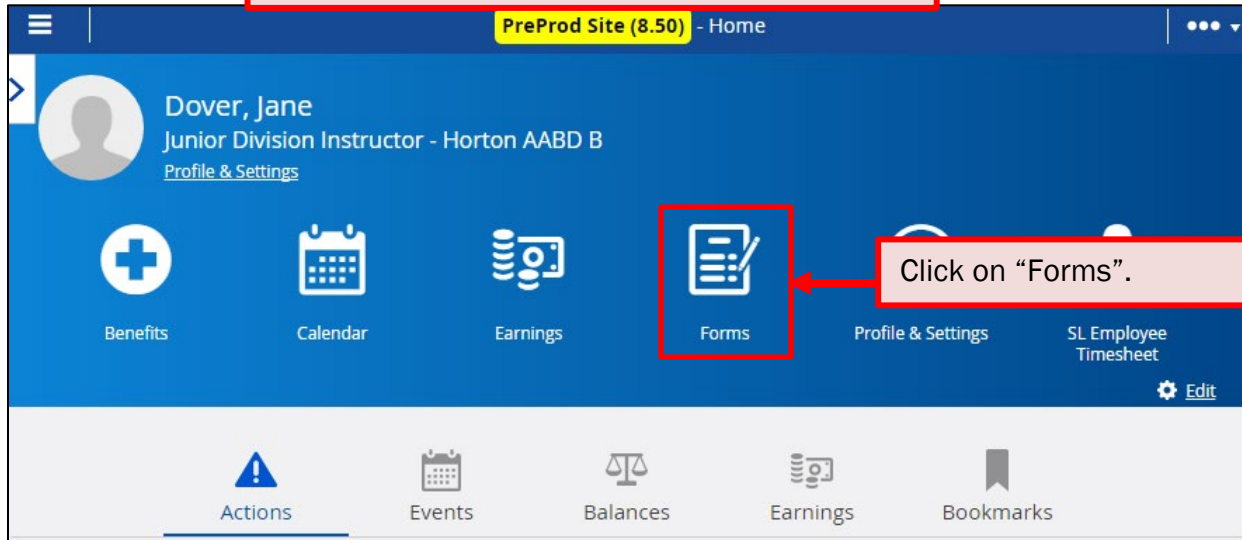 PreProd Site (8.50) - Home
Dover, Jane
Junior Division Instructor - Horton AABD B
Profile & Settings
Click on “Forms”.
Benefits
Calendar
Earnings
Forms
Profile & Settings
SL Employee
Timesheet
Edit
Actions
Events
Balances
Earnings
Bookmarks